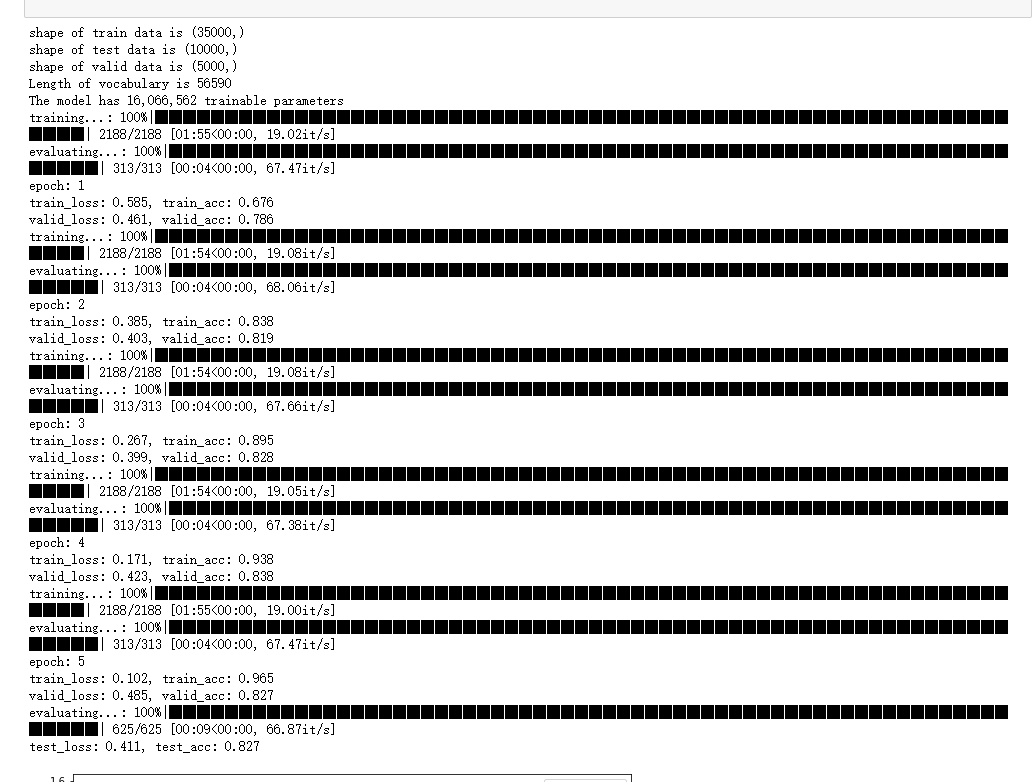 shape of train data is (35000,)
shape of test data is (10000,)
shape of valid data is (5000,)
Length of vocabulary is 56590
The model has 16,066,562 trainable parameters
training...: 100%|
| 2188/2188 [01:55<00:00, 19.02it/s]
evaluating...: 100%|
| 313/313 [00:04<00:00, 67.47it/s]
epoch: 1
train_loss: 0.585, train_acc: 0.676
valid_loss: 0.461, valid_acc: 0.786
training...: 100%|
| 2188/2188 [01:54<00:00, 19.08it/s]
evaluating...: 100%|
| 313/313 [00:04<00:00, 68.06it/s]
epoch: 2
train_loss: 0.385, train_acc: 0.838
valid_loss: 0.403, valid_acc: 0.819
training...: 100%|
| 2188/2188 [01:54<00:00, 19.08it/s]
evaluating...: 100%|
| 313/313 [00:04<00:00, 67.66it/s]
epoch: 3
train_loss: 0.267, train_acc: 0.895
valid_loss: 0.399, valid_acc: 0.828
training...: 100%|
| 2188/2188 [01:54<00:00, 19.05it/s]
evaluating...: 100%|
| 313/313 [00:04<00:00, 67.38it/s]
epoch: 4
train_loss: 0.171, train_acc: 0.938
valid_loss: 0.423, valid_acc: 0.838
training...: 100%|
| 2188/2188 [01:55<00:00, 19.00it/s]
evaluating...: 100%|
| 313/313 [00:04<00:00, 67.47it/s]
epoch: 5
train_loss: 0.102, train_acc: 0.965
valid_loss: 0.485, valid_acc: 0.827
evaluating...: 100%|
| 625/625 [00:09<00:00, 66.87it/s]
test_loss: 0.411, test_acc: 0.827